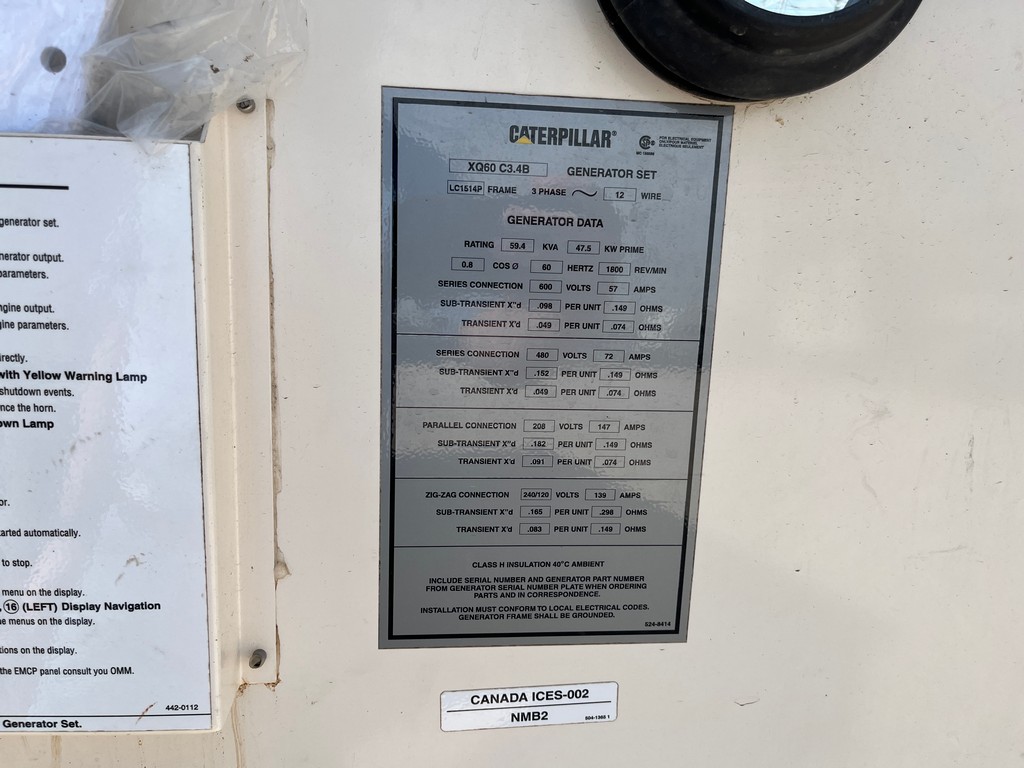 generator set.
nerator output.
parameters.
ngine output.
gine parameters.
irectly.
with Yellow Warning Lamp
shutdown events.
nce the horn.
own Lamp
or.
arted automatically.
to stop.
menu on the display.
, 16 (LEFT) Display Navigation
e menus on the display.
tions on the display.
the EMCP panel consult you OMM.
442-0112
Generator Set.
CATERPILLAR®
FOR ELECTRICAL EQUIPMENT
ELECTRIQUE SEULEMENT
XQ60 C3.4B GENERATOR SET
LC1514P FRAME 3 PHASE ~ 12 WIRE
GENERATOR DATA
RATING 59.4 KVA 47.5 KW PRIME
0.8 COS Ø 60 HERTZ 1800 REV/MIN
SERIES CONNECTION 600 VOLTS 57 AMPS
SUB-TRANSIENT X"d .098 PER UNIT .149 OHMS
TRANSIENT X'd .049 PER UNIT .074 OHMS
SERIES CONNECTION 480 VOLTS 72 AMPS
SUB-TRANSIENT X"d .152 PER UNIT .149 OHMS
TRANSIENT X'd .049 PER UNIT .074 OHMS
PARALLEL CONNECTION 208 VOLTS 147 AMPS
SUB-TRANSIENT X"d .182 PER UNIT .149 OHMS
TRANSIENT X'd .091 PER UNIT .074 OHMS
ZIG-ZAG CONNECTION 240/120 VOLTS 139 AMPS
SUB-TRANSIENT X"d .165 PER UNIT .298 OHMS
TRANSIENT X'd .083 PER UNIT .149 OHMS
CLASS H INSULATION 40°C AMBIENT
INCLUDE SERIAL NUMBER AND GENERATOR PART NUMBER
FROM GENERATOR SERIAL NUMBER PLATE WHEN ORDERING
PARTS AND IN CORRESPONDENCE.
INSTALLATION MUST CONFORM TO LOCAL ELECTRICAL CODES.
GENERATOR FRAME SHALL BE GROUNDED.
524-8414
CANADA ICES-002
NMB2